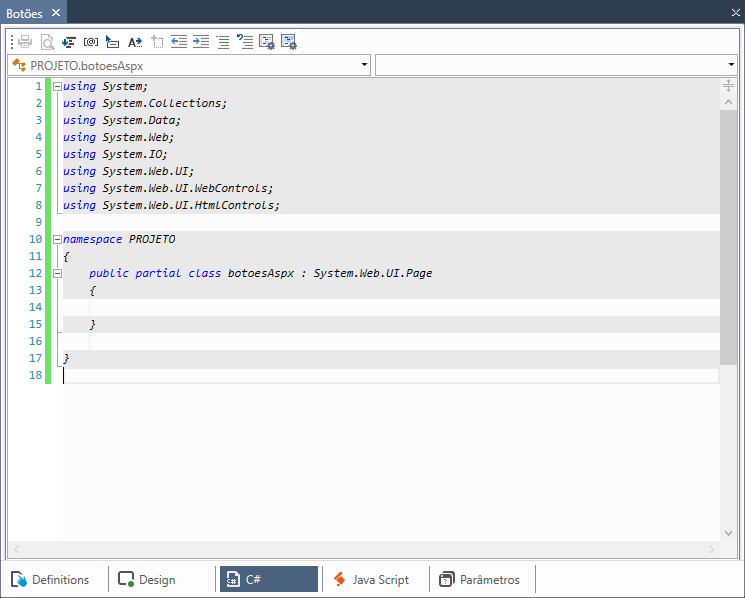 Botões
PROJETO.botoesAspx
1 using System;
2 using System.Collections;
3 using System.Data;
4 using System.Web;
5 using System.IO;
6 using System.Web.UI;
7 using System.Web.UI.WebControls;
8 using System.Web.UI.HtmlControls;
9
10 namespace PROJETO
11 {
12 public partial class botoesAspx : System.Web.UI.Page
13 {
14
15 }
16
17 }
18
Definitions Design C# Java Script Parâmetros